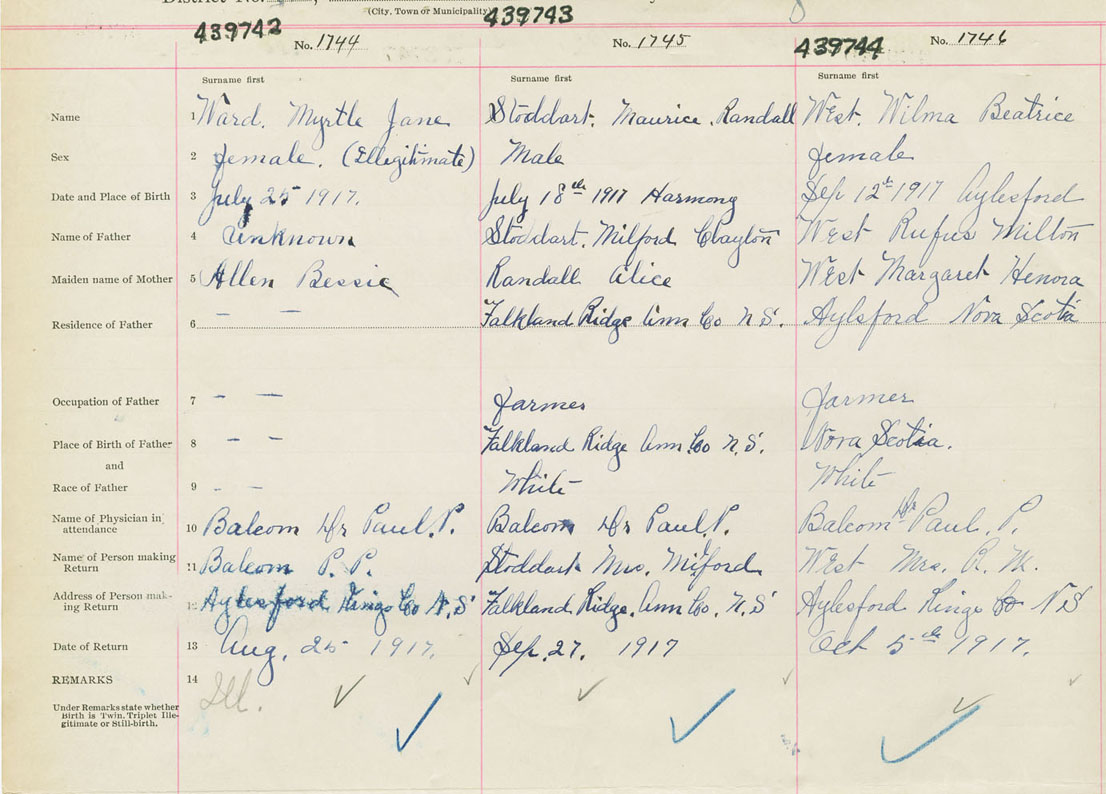 District No.
(City, Town or Municipality)
439742 No. 1744 439743 No. 1745 439744 No. 1746
Surname first Surname first Surname first
Name 1 Ward. Myrtle Jane Stoddart. Maurice. Randall West. Wilma Beatrice
Sex 2 female. (Ellegitimate) Male female
Date and Place of Birth 3 July 25 1917. July 18th 1917 Harmong Sep 12th 1917 Aylesford
Name of Father 4 Unknown Stoddart. Milford Clayton West Rufus Milton
Maiden name of Mother 5 Allen Bessie Randall Alice West Margaret Henora
Residence of Father 6 — — Falkland Ridge Ann Co N S. Aylsford Nova Scotia
Occupation of Father 7 — — farmer farmer
Place of Birth of Father 8 — — Falkland Ridge Ann. Co N. S. Nova Scotia.
and
Race of Father 9 — — White White
Name of Physician in attendance 10 Balcom Dr Paul. P. Balcom Dr Paul. P. Balcom Dr Paul. P.
Name of Person making Return 11 Balcom P. P. Stoddart Mrs. Milford West Mrs. R. M.
Address of Person making Return 12 Aylesford Kings Co N. S Falkland Ridge. Ann Co. N. S Aylesford Kings Co N S
Date of Return 13 Aug. 25 1917. Sep. 27. 1917 Oct 5th 1917.
REMARKS 14 Ill.
Under Remarks state whether
Birth is Twin, Triplet Ille-
gitimate or Still-birth.